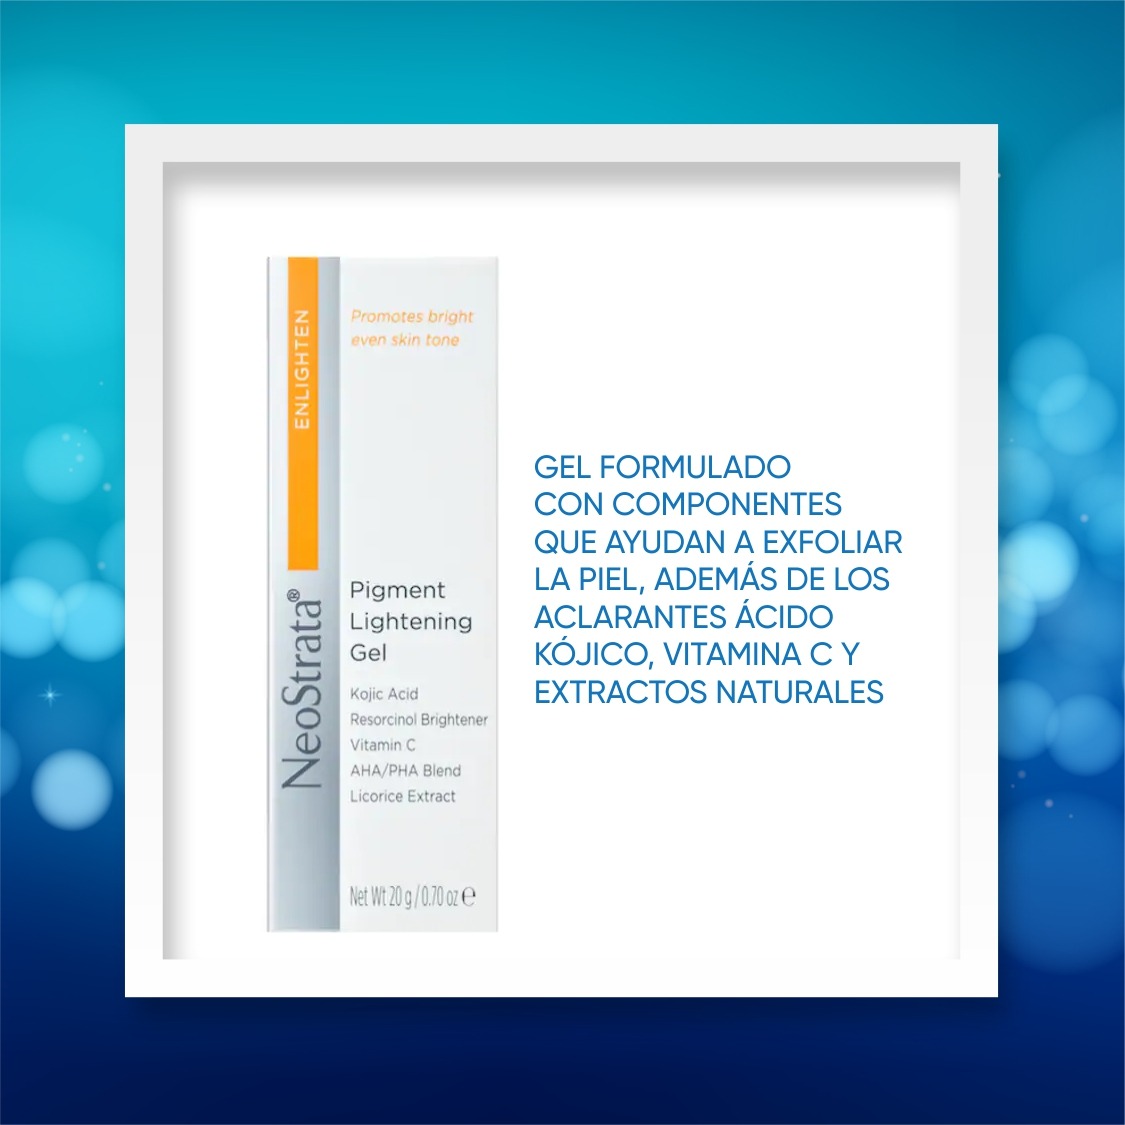 ENLIGHTEN
Promotes bright
even skin tone
NeoStrata®
Pigment
Lightening
Gel
Kojic Acid
Resorcinol Brightener
Vitamin C
AHA/PHA Blend
Licorice Extract
Net Wt 20 g / 0.70 oz ℮
GEL FORMULADO
CON COMPONENTES
QUE AYUDAN A EXFOLIAR
LA PIEL, ADEMÁS DE LOS
ACLARANTES ÁCIDO
KÓJICO, VITAMINA C Y
EXTRACTOS NATURALES